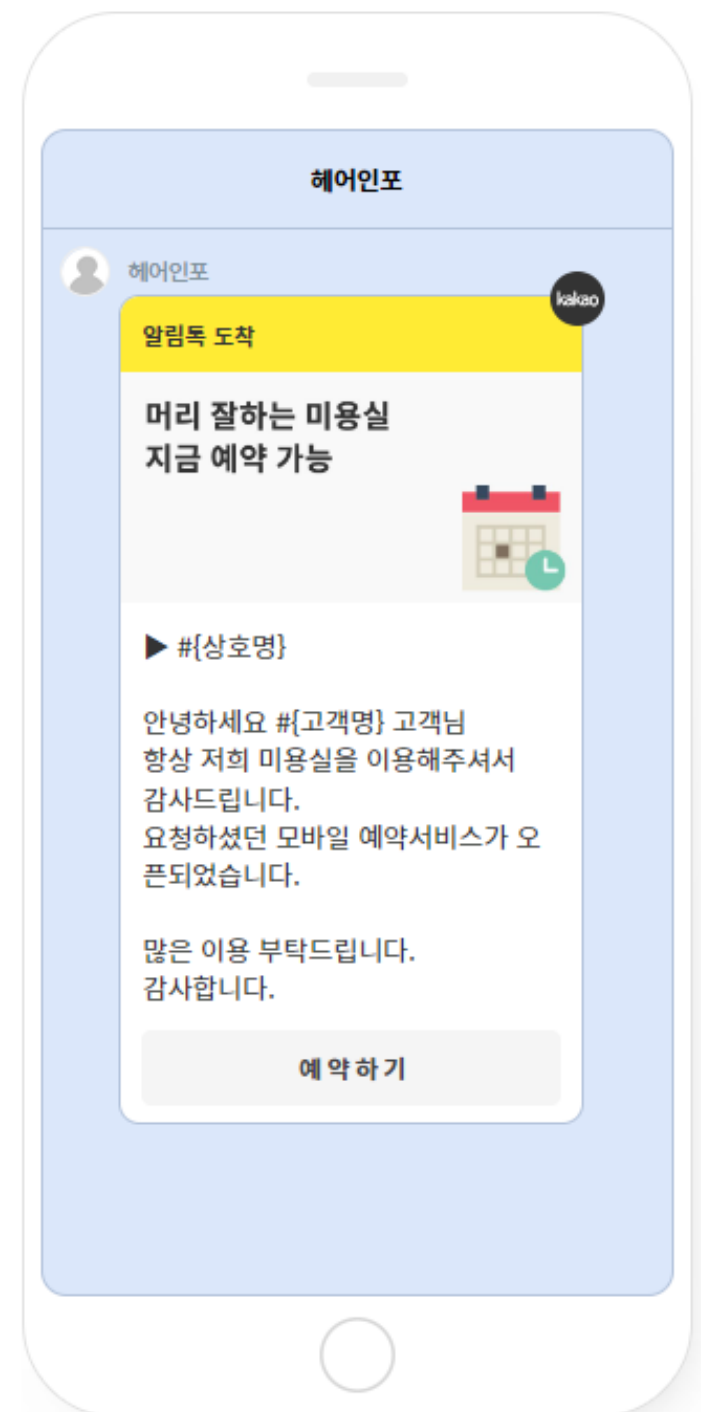 헤어인포
헤어인포
kakao
알림톡 도착
머리 잘하는 미용실
지금 예약 가능
▶ #{상호명}
안녕하세요 #{고객명} 고객님
항상 저희 미용실을 이용해주셔서
감사드립니다.
요청하셨던 모바일 예약서비스가 오
픈되었습니다.
많은 이용 부탁드립니다.
감사합니다.
예약하기